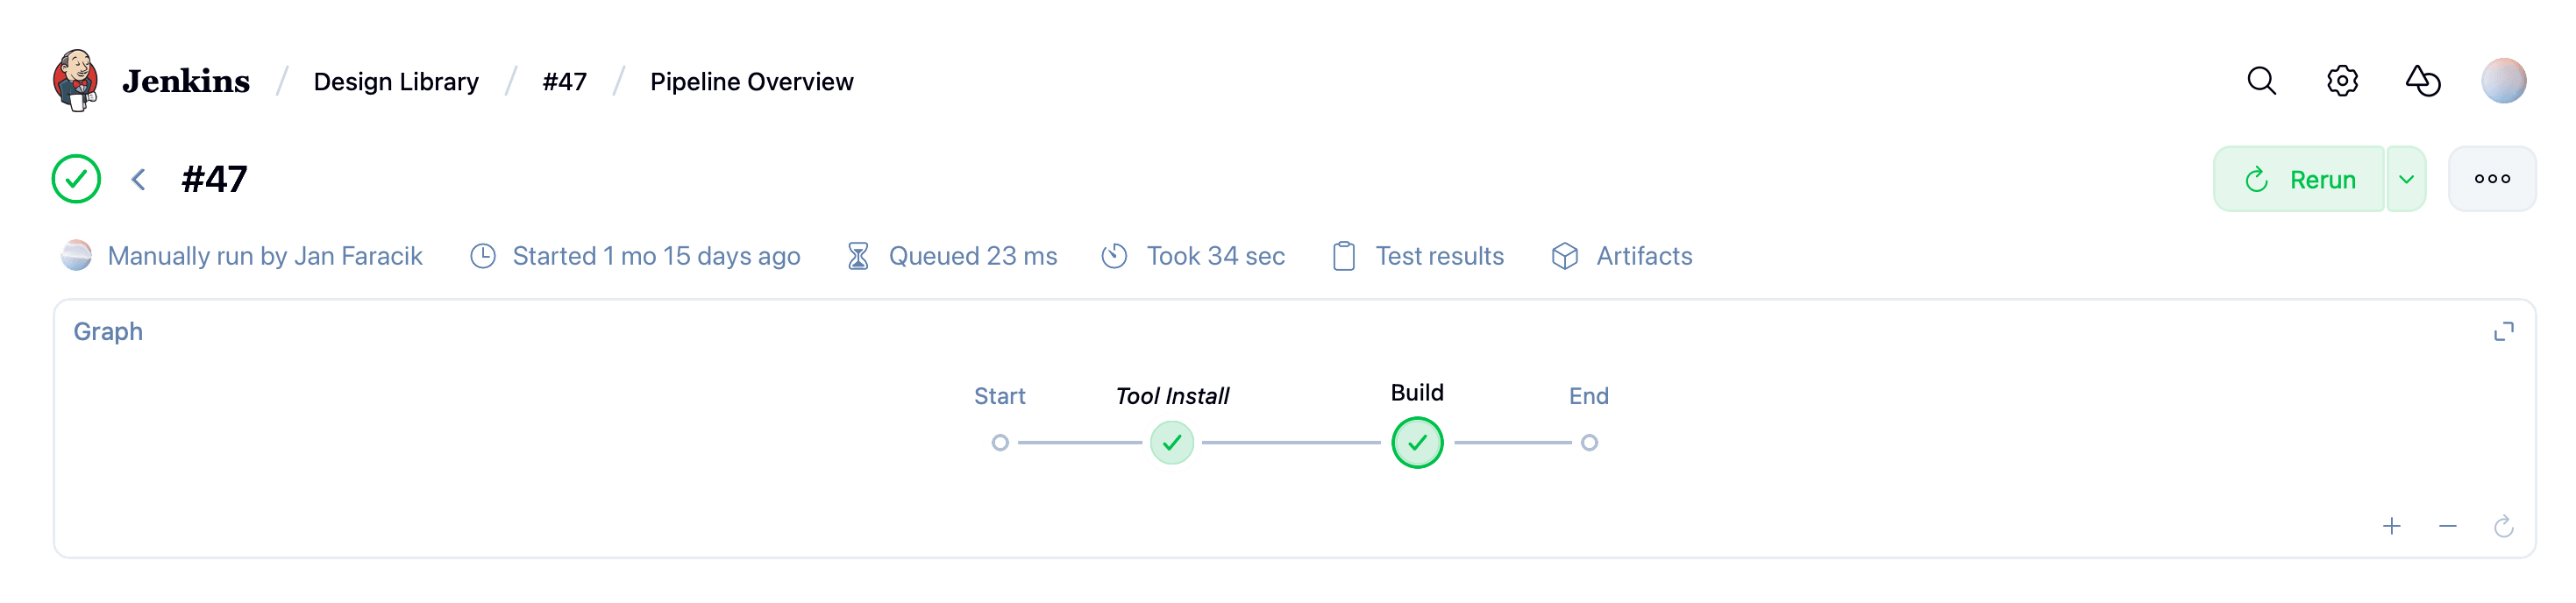 Jenkins / Design Library / #47 / Pipeline Overview
#47
Rerun
Manually run by Jan Faracik Started 1 mo 15 days ago Queued 23 ms Took 34 sec Test results Artifacts
Graph
Start Tool Install Build End